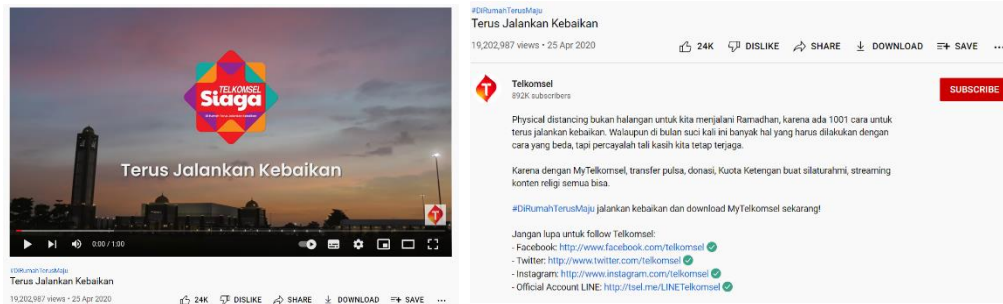 TELKOMSEL
Siaga
Di Rumah Terus Jalankan Kebaikan
Terus Jalankan Kebaikan
0:00 / 1:00
#DiRumahTerusMaju
Terus Jalankan Kebaikan
19,202,987 views • 25 Apr 2020
24K DISLIKE SHARE DOWNLOAD SAVE ...
#DiRumahTerusMaju
Terus Jalankan Kebaikan
19,202,987 views • 25 Apr 2020
24K DISLIKE SHARE DOWNLOAD SAVE ...
Telkomsel
892K subscribers
SUBSCRIBE
Physical distancing bukan halangan untuk kita menjalani Ramadhan, karena ada 1001 cara untuk
terus jalankan kebaikan. Walaupun di bulan suci kali ini banyak hal yang harus dilakukan dengan
cara yang beda, tapi percayalah tali kasih kita tetap terjaga.
Karena dengan MyTelkomsel, transfer pulsa, donasi, Kuota Ketengan buat silaturahmi, streaming
konten religi semua bisa.
#DiRumahTerusMaju jalankan kebaikan dan download MyTelkomsel sekarang!
Jangan lupa untuk follow Telkomsel:
- Facebook: http://www.facebook.com/telkomsel
- Twitter: http://www.twitter.com/telkomsel
- Instagram: http://www.instagram.com/telkomsel
- Official Account LINE: http://tsel.me/LINETelkomsel